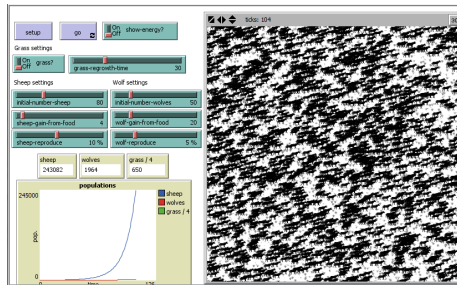 setup
go
On
Off
show-energy?
ticks: 104
3D
Grass settings
On
Off
grass?
grass-regrowth-time 30
Sheep settings
Wolf settings
initial-number-sheep 80
initial-number-wolves 50
sheep-gain-from-food 4
wolf-gain-from-food 20
sheep-reproduce 10 %
wolf-reproduce 5 %
sheep
243082
wolves
1964
grass / 4
650
populations
245000
pop.
0
0
time
126
sheep
wolves
grass / 4